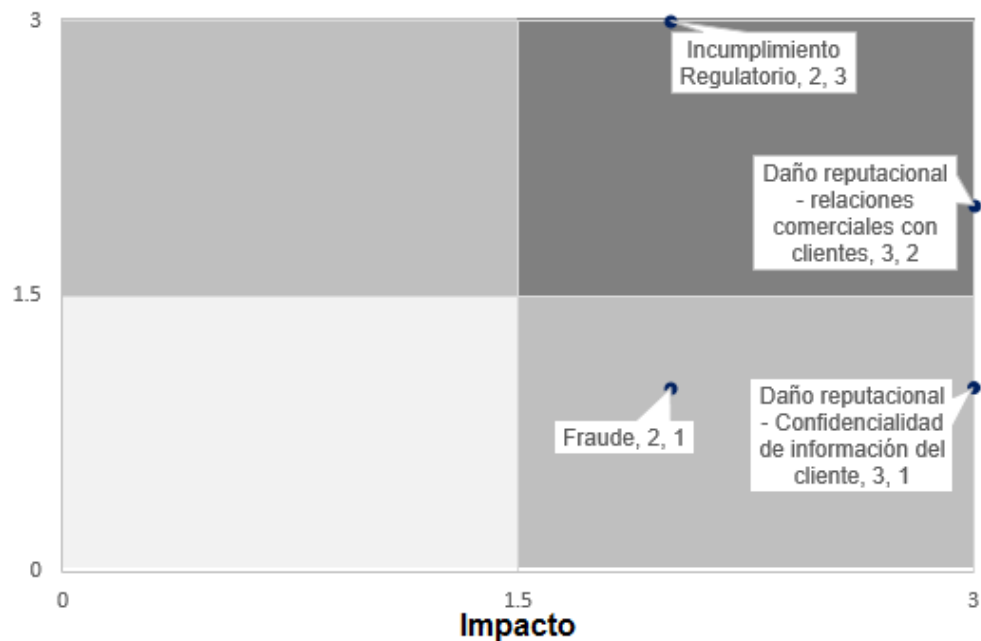 3
Incumplimiento
Regulatorio, 2, 3
Daño reputacional
- relaciones
comerciales con
clientes, 3, 2
1.5
Fraude, 2, 1
Daño reputacional
- Confidencialidad
de información del
cliente, 3, 1
0
0
1.5
3
Impacto